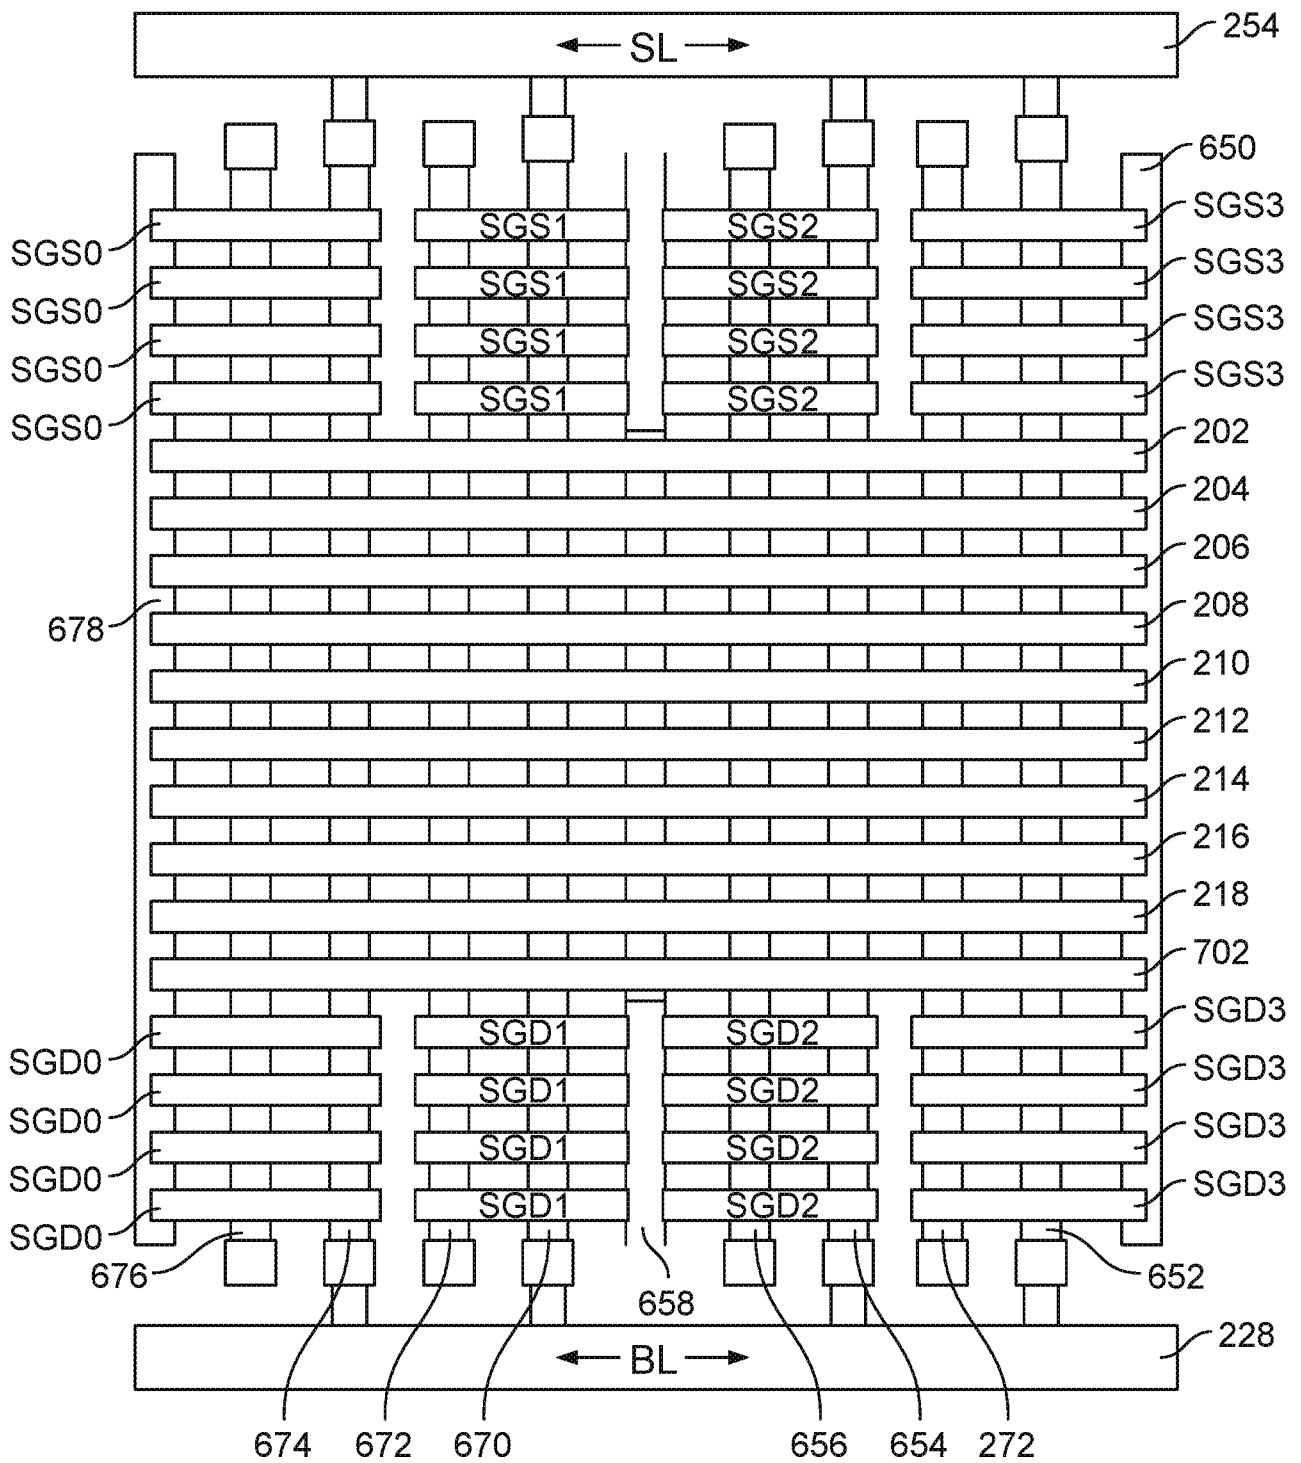 254
SL
650
SGS3
SGS0 SGS1 SGS2 SGS3
SGS0 SGS1 SGS2 SGS3
SGS0 SGS1 SGS2 SGS3
SGS0 SGS1 SGS2
202
204
206
208
678
210
212
214
216
218
702
SGD3
SGD0 SGD1 SGD2 SGD3
SGD0 SGD1 SGD2 SGD3
SGD0 SGD1 SGD2 SGD3
SGD0 SGD1 SGD2
676 658 652
228
BL
674 672 670 656 654 272